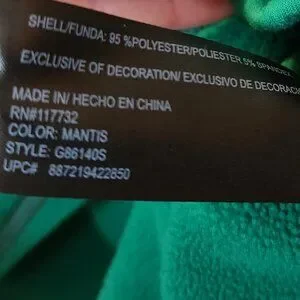 SHELL/FUNDA: 95 %POLYESTER/POLIESTER 5% SPANDEX
EXCLUSIVE OF DECORATION/ EXCLUSIVO DE DECORACI
MADE IN/ HECHO EN CHINA
RN#117732
COLOR: MANTIS
STYLE: G86140S
UPC# 887219422850